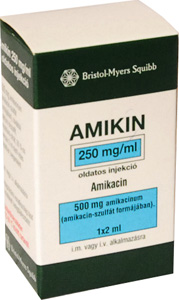 Bristol-Myers Squibb
AMIKIN
250 mg/ml
oldatos injekció
Amikacin
500 mg amikacinum
(amikacin-szulfát formájában).
1x2 ml
i.m. vagy i.v. alkalmazásra